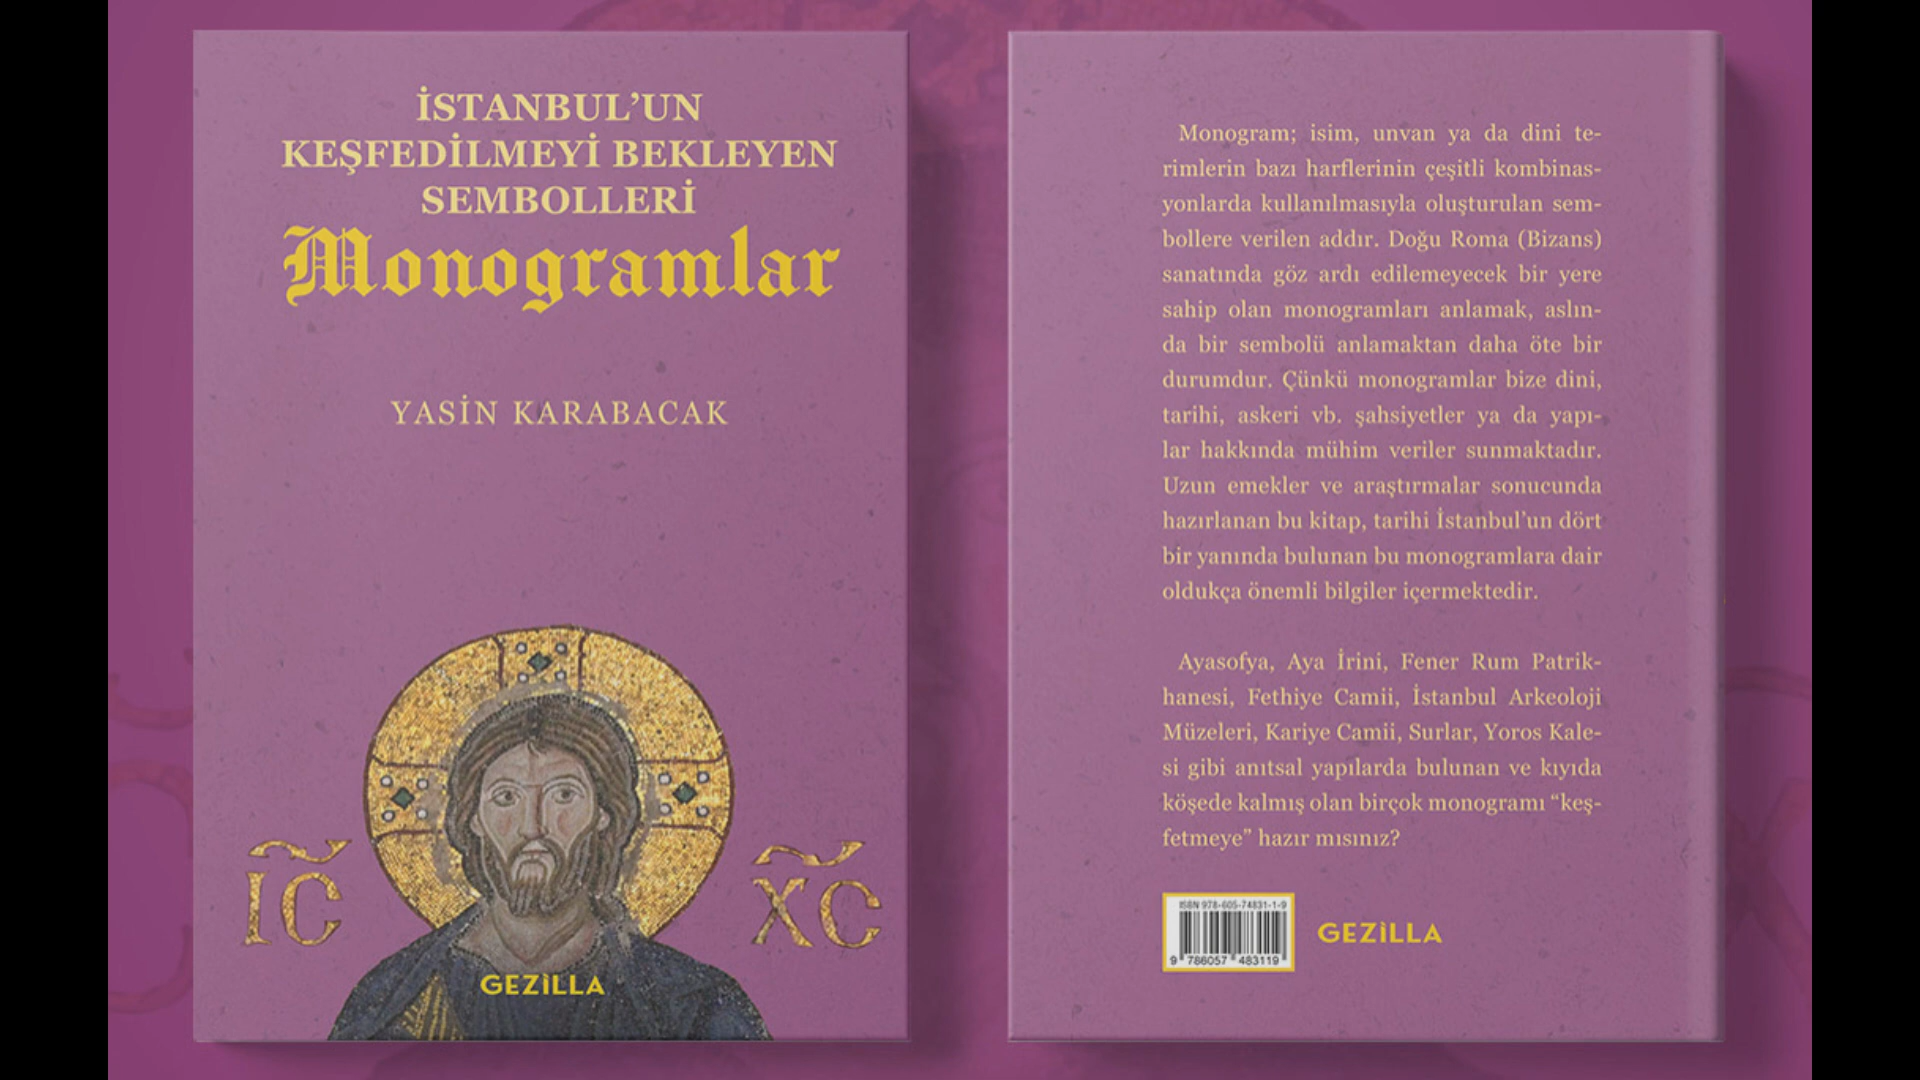 İSTANBUL’UN
KEŞFEDİLMEYİ BEKLEYEN
SEMBOLLERİ
Monogramlar
YASİN KARABACAK
IC
XC
GEZİLLA
Monogram; isim, unvan ya da dini te-
rimlerin bazı harflerinin çeşitli kombinas-
yonlarda kullanılmasıyla oluşturulan sem-
bollere verilen addır. Doğu Roma (Bizans)
sanatında göz ardı edilemeyecek bir yere
sahip olan monogramları anlamak, aslın-
da bir sembolü anlamaktan daha öte bir
durumdur. Çünkü monogramlar bize dini,
tarihi, askeri vb. şahsiyetler ya da yapı-
lar hakkında mühim veriler sunmaktadır.
Uzun emekler ve araştırmalar sonucunda
hazırlanan bu kitap, tarihi İstanbul’un dört
bir yanında bulunan bu monogramlara dair
oldukça önemli bilgiler içermektedir.
Ayasofya, Aya İrini, Fener Rum Patrik-
hanesi, Fethiye Camii, İstanbul Arkeoloji
Müzeleri, Kariye Camii, Surlar, Yoros Kale-
si gibi anıtsal yapılarda bulunan ve kıyıda
köşede kalmış olan birçok monogramı “keş-
fetmeye” hazır mısınız?
ISBN 978-605-74831-1-9
9 786057 483119
GEZİLLA